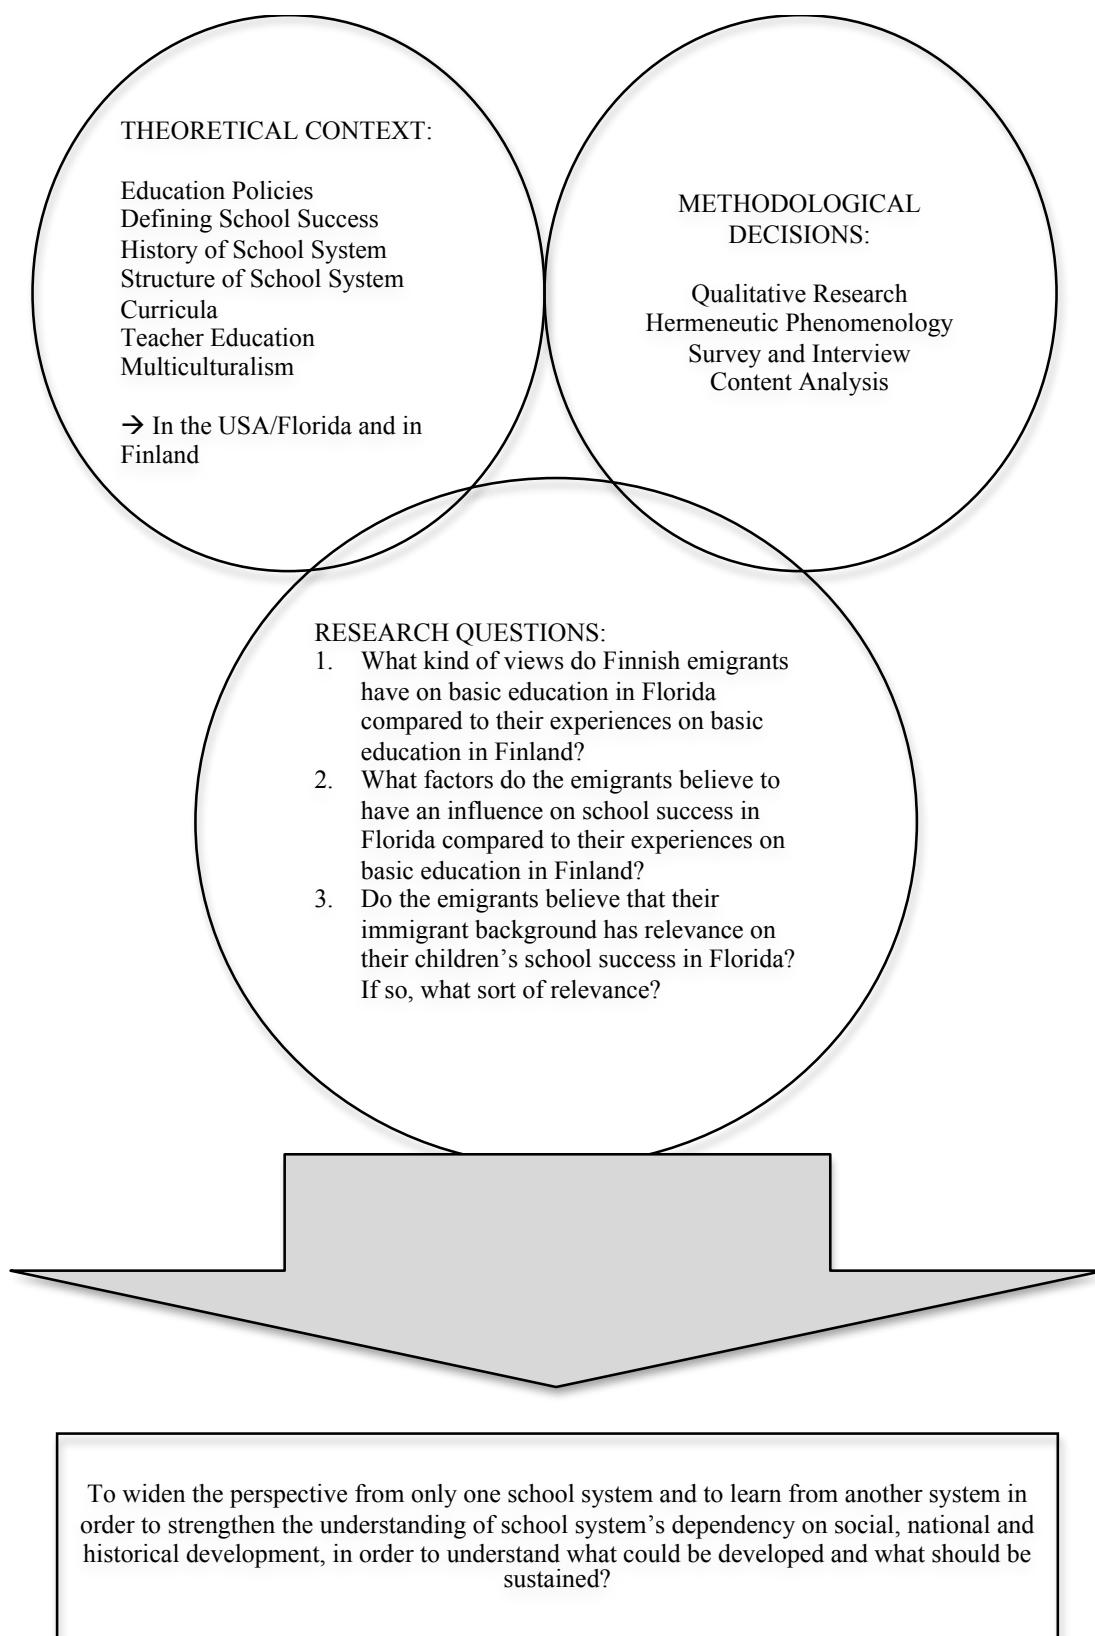 THEORETICAL CONTEXT:
Education Policies
Defining School Success
History of School System
Structure of School System
Curricula
Teacher Education
Multiculturalism
→ In the USA/Florida and in
Finland
METHODOLOGICAL
DECISIONS:
Qualitative Research
Hermeneutic Phenomenology
Survey and Interview
Content Analysis
RESEARCH QUESTIONS:
1. What kind of views do Finnish emigrants
have on basic education in Florida
compared to their experiences on basic
education in Finland?
2. What factors do the emigrants believe to
have an influence on school success in
Florida compared to their experiences on
basic education in Finland?
3. Do the emigrants believe that their
immigrant background has relevance on
their children’s school success in Florida?
If so, what sort of relevance?
To widen the perspective from only one school system and to learn from another system in
order to strengthen the understanding of school system’s dependency on social, national and
historical development, in order to understand what could be developed and what should be
sustained?